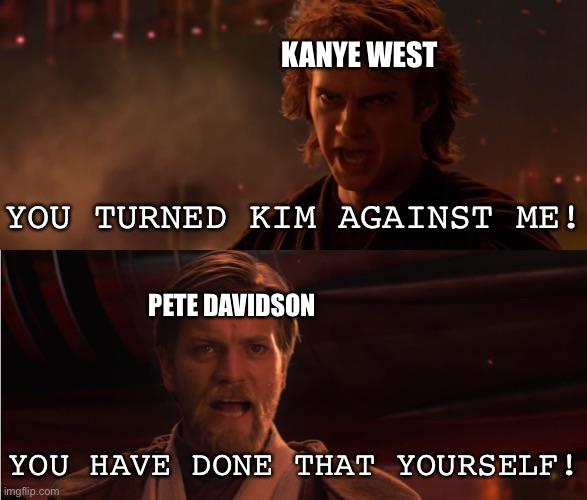 KANYE WEST
YOU TURNED KIM AGAINST ME!
PETE DAVIDSON
YOU HAVE DONE THAT YOURSELF!
imgflip.com